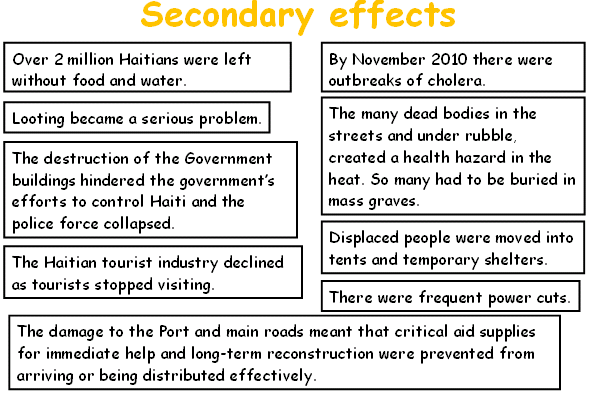 Secondary effects
Over 2 million Haitians were left
without food and water.
Looting became a serious problem.
The destruction of the Government
buildings hindered the government's
efforts to control Haiti and the
police force collapsed.
The Haitian tourist industry declined
as tourists stopped visiting.
By November 2010 there were
outbreaks of cholera.
The many dead bodies in the
streets and under rubble,
created a health hazard in the
heat. So many had to be buried in
mass graves.
Displaced people were moved into
tents and temporary shelters.
There were frequent power cuts.
The damage to the Port and main roads meant that critical aid supplies
for immediate help and long-term reconstruction were prevented from
arriving or being distributed effectively.